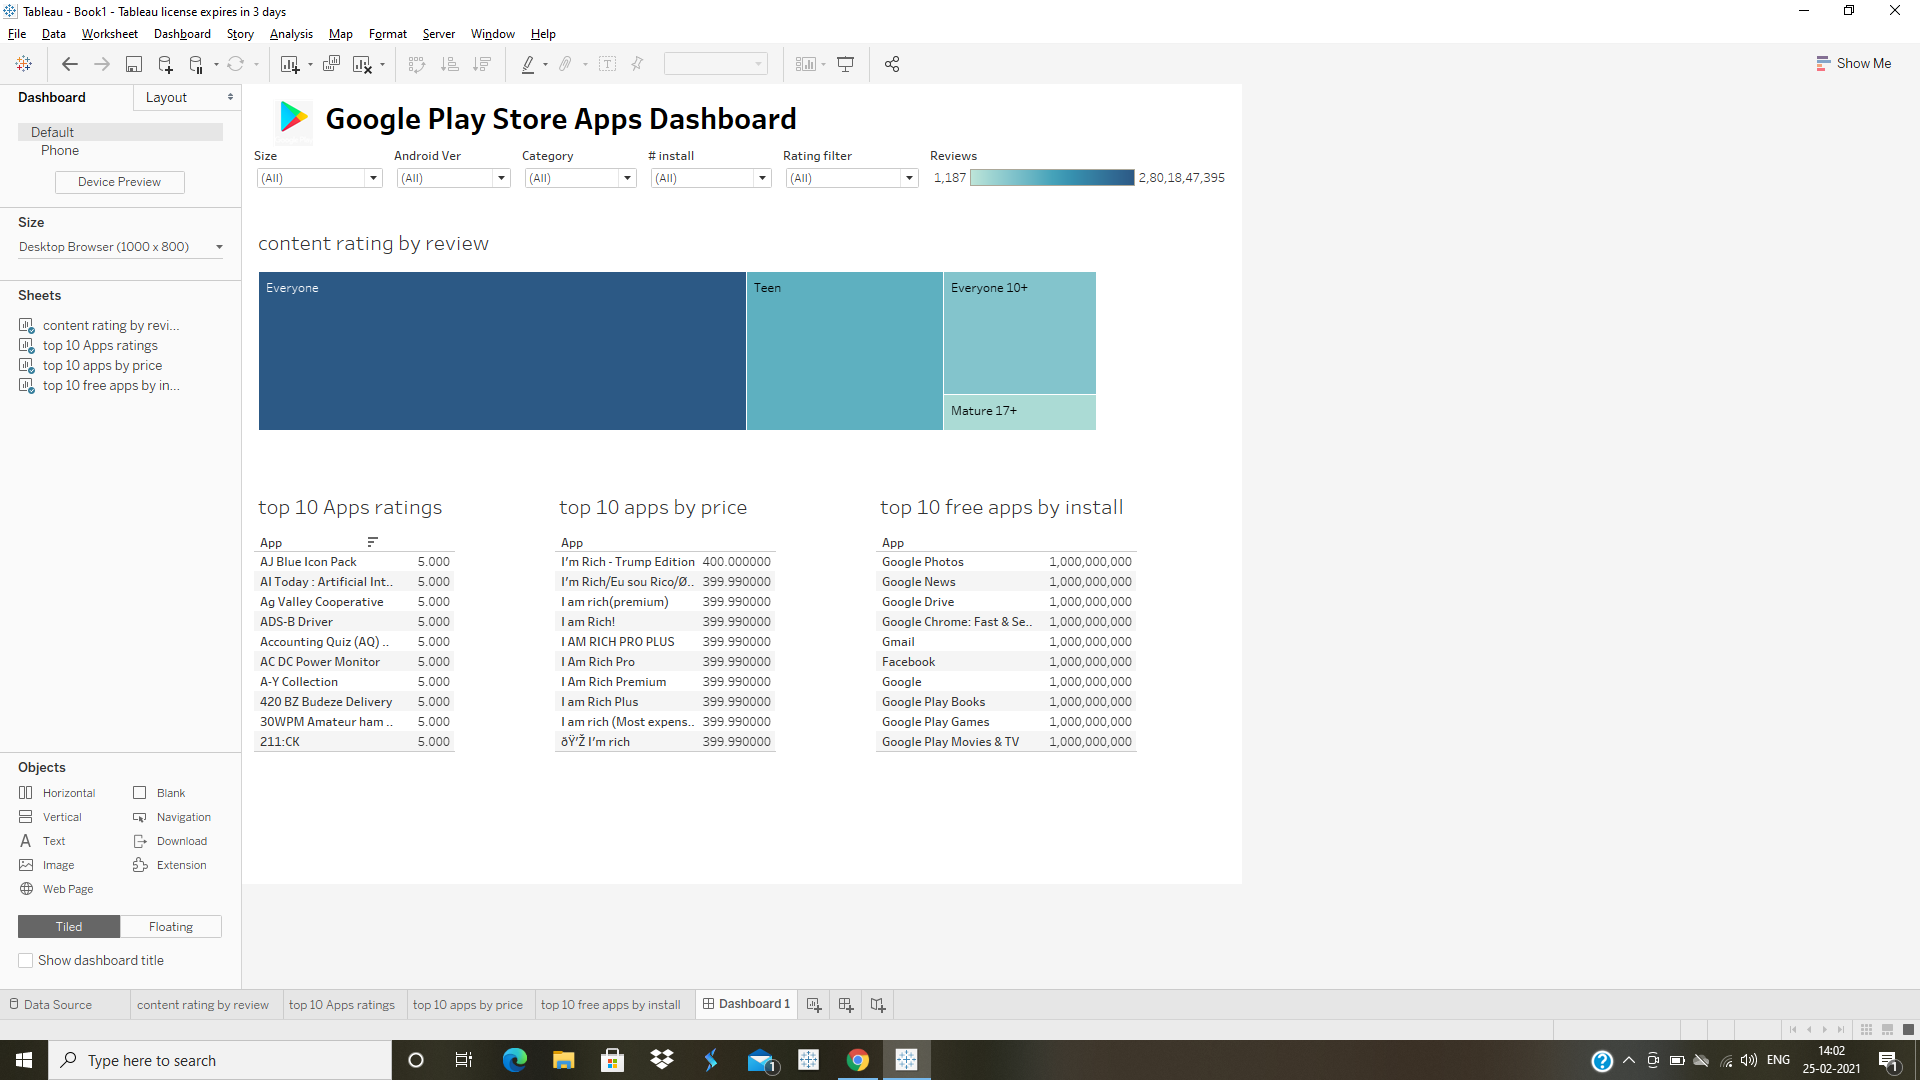 Tableau - Book1 - Tableau license expires in 3 days
File Data Worksheet Dashboard Story Analysis Map Format Server Window Help
Show Me
Dashboard Layout
Default
Phone
Device Preview
Size
Desktop Browser (1000 x 800)
Sheets
content rating by revi...
top 10 Apps ratings
top 10 apps by price
top 10 free apps by in...
Objects
Horizontal Blank
Vertical Navigation
Text Download
Image Extension
Web Page
Tiled Floating
Show dashboard title
Google Play Store Apps Dashboard
Size Android Ver Category # install Rating filter Reviews
(All) (All) (All) (All) (All) 1,187 2,80,18,47,395
content rating by review
Everyone Teen Everyone 10+
Mature 17+
top 10 Apps ratings
App
AJ Blue Icon Pack 5.000
AI Today : Artificial Int.. 5.000
Ag Valley Cooperative 5.000
ADS-B Driver 5.000
Accounting Quiz (AQ) .. 5.000
AC DC Power Monitor 5.000
A-Y Collection 5.000
420 BZ Budeze Delivery 5.000
30WPM Amateur ham .. 5.000
211:CK 5.000
top 10 apps by price
App
I'm Rich - Trump Edition 400.000000
I'm Rich/Eu sou Rico/Ø.. 399.990000
I am rich(premium) 399.990000
I am Rich! 399.990000
I AM RICH PRO PLUS 399.990000
I Am Rich Pro 399.990000
I Am Rich Premium 399.990000
I am Rich Plus 399.990000
I am rich (Most expens.. 399.990000
ðŸ'Ž I'm rich 399.990000
top 10 free apps by install
App
Google Photos 1,000,000,000
Google News 1,000,000,000
Google Drive 1,000,000,000
Google Chrome: Fast & Se.. 1,000,000,000
Gmail 1,000,000,000
Facebook 1,000,000,000
Google 1,000,000,000
Google Play Books 1,000,000,000
Google Play Games 1,000,000,000
Google Play Movies & TV 1,000,000,000
Data Source content rating by review top 10 Apps ratings top 10 apps by price top 10 free apps by install Dashboard 1
Type here to search
1
ENG
14:02
25-02-2021
1